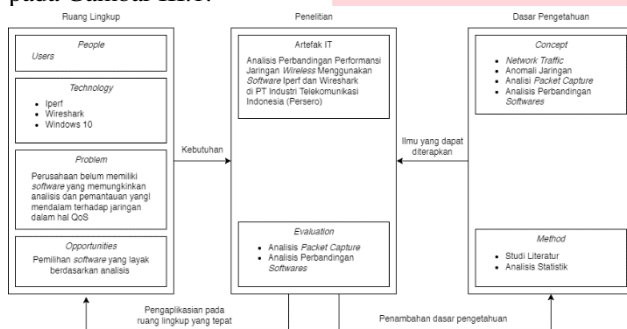 pada Gambar III.1.
Ruang Lingkup
People
Users
Technology
• Iperf
• Wireshark
• Windows 10
Problem
Perusahaan belum memiliki
software yang memungkinkan
analisis dan pemantauan yangi
mendalam terhadap jaringan
dalam hal QoS
Opportunities
Pemilihan software yang layak
berdasarkan analisis
Kebutuhan
Penelitian
Artefak IT
Analisis Perbandingan Performansi
Jaringan Wireless Menggunakan
Software Iperf dan Wireshark
di PT Industri Telekomunikasi
Indonesia (Persero)
Evaluation
• Analisis Packet Capture
• Analisis Perbandingan
Softwares
Ilmu yang dapat
diterapkan
Dasar Pengetahuan
Concept
• Network Traffic
• Anomali Jaringan
• Analisi Packet Capture
• Analisis Perbandingan
Softwares
Method
• Studi Literatur
• Analisis Statistik
Pengaplikasian pada
ruang lingkup yang tepat
Penambahan dasar pengetahuan